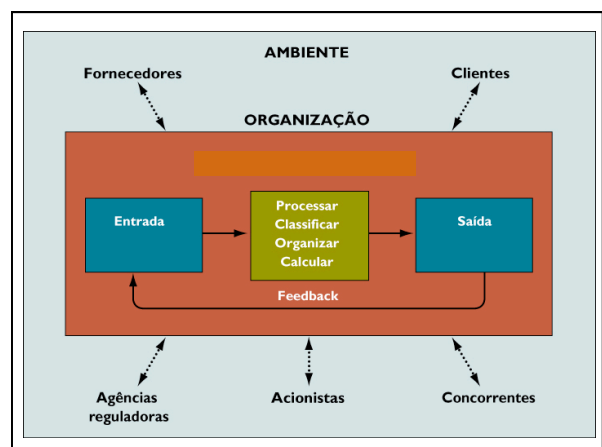 AMBIENTE
Fornecedores
Clientes
ORGANIZAÇÃO
Entrada
Processar
Classificar
Organizar
Calcular
Saída
Feedback
Agências
reguladoras
Acionistas
Concorrentes